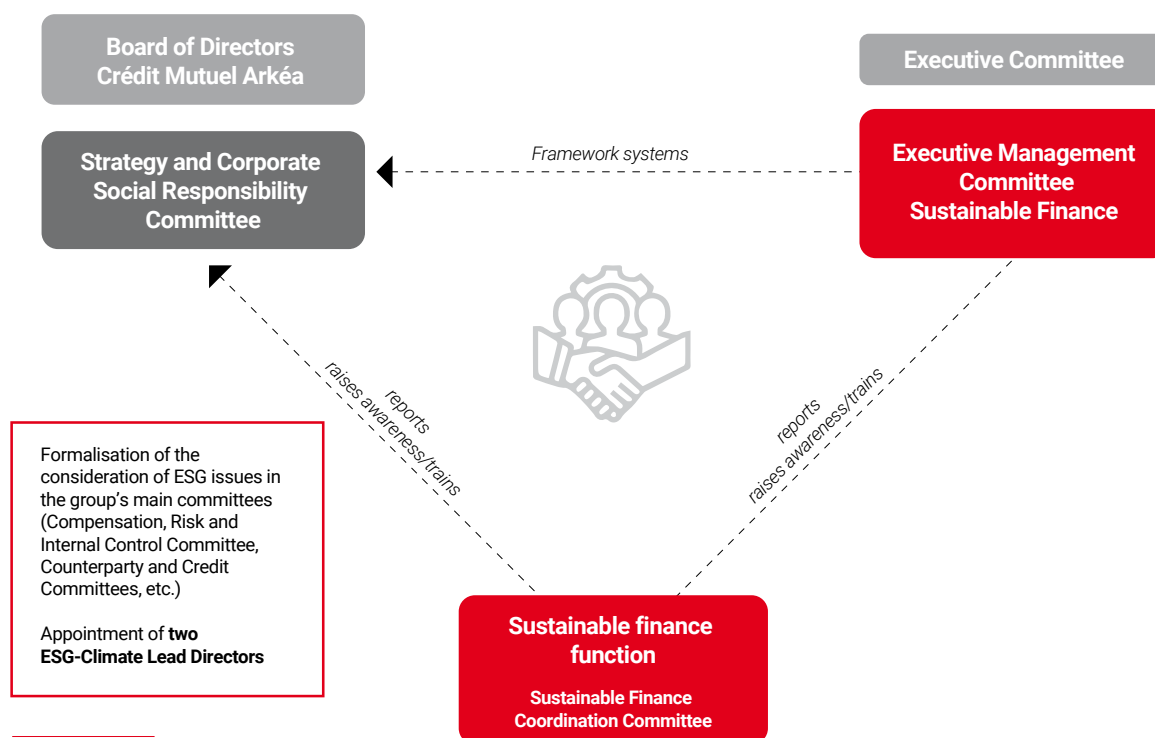 Board of Directors
Crédit Mutuel Arkéa
Executive Committee
Strategy and Corporate
Social Responsibility
Committee
Framework systems
Executive Management
Committee
Sustainable Finance
reports
raises awareness/trains
reports
raises awareness/trains
Formalisation of the
consideration of ESG issues in
the group's main committees
(Compensation, Risk and
Internal Control Committee,
Counterparty and Credit
Committees, etc.)
Appointment of two
ESG-Climate Lead Directors
Sustainable finance
function
Sustainable Finance
Coordination Committee